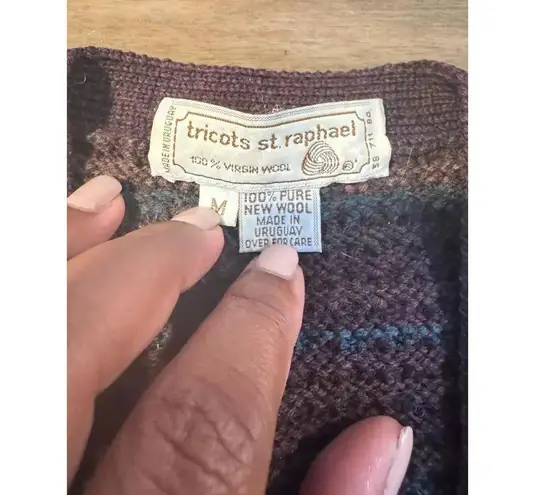 MADE IN URUGUAY
tricots st. raphael
100% VIRGIN WOOL
M
100% PURE
NEW WOOL
MADE IN
URUGUAY
OVER FOR CARE